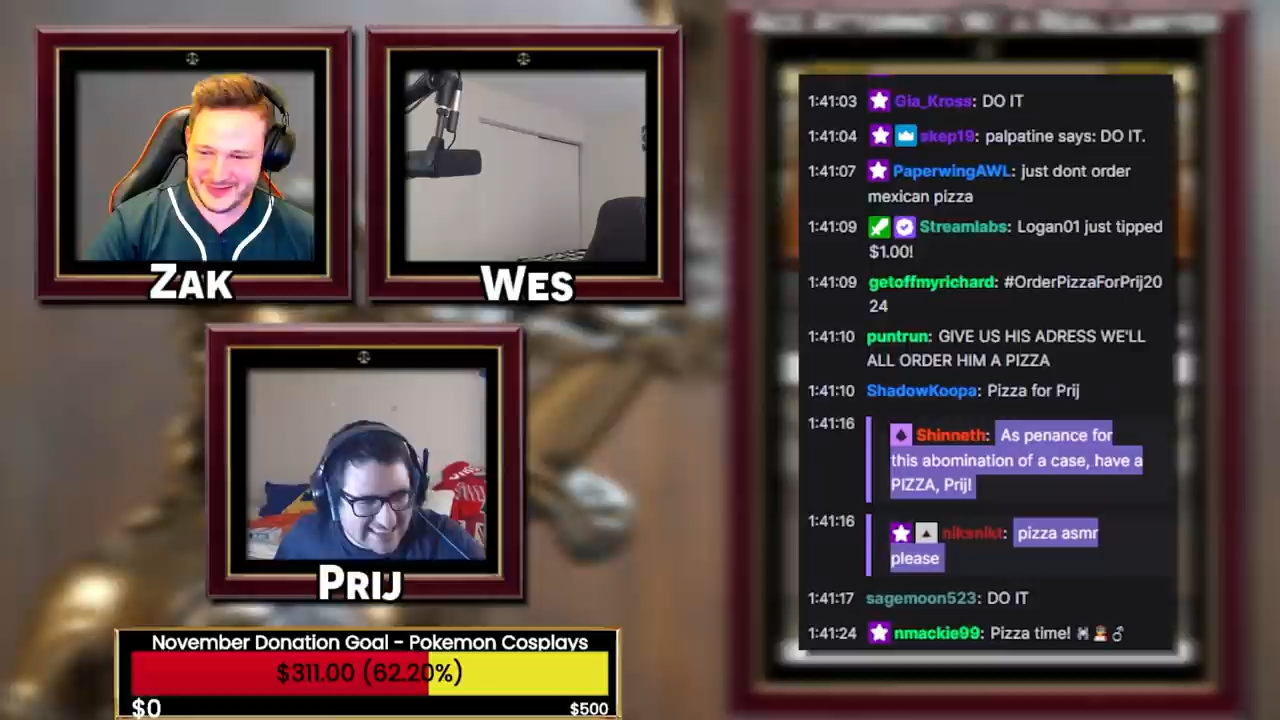 ZAK
WES
PRIJ
November Donation Goal - Pokemon Cosplays
$311.00 (62.20%)
$0
$500
1:41:03 Gia_Kross: DO IT
1:41:04 skep19: palpatine says: DO IT.
1:41:07 PaperwingAWL: just dont order
mexican pizza
1:41:09 Streamlabs: Logan01 just tipped
$1.00!
1:41:09 getoffmyrichard: #OrderPizzaForPrij20
24
1:41:10 puntrun: GIVE US HIS ADRESS WE'LL
ALL ORDER HIM A PIZZA
1:41:10 ShadowKoopa: Pizza for Prij
1:41:16 Shinneth: As penance for
this abomination of a case, have a
PIZZA, Prij!
1:41:16 niksnikt: pizza asmr
please
1:41:17 sagemoon523: DO IT
1:41:24 nmackie99: Pizza time!